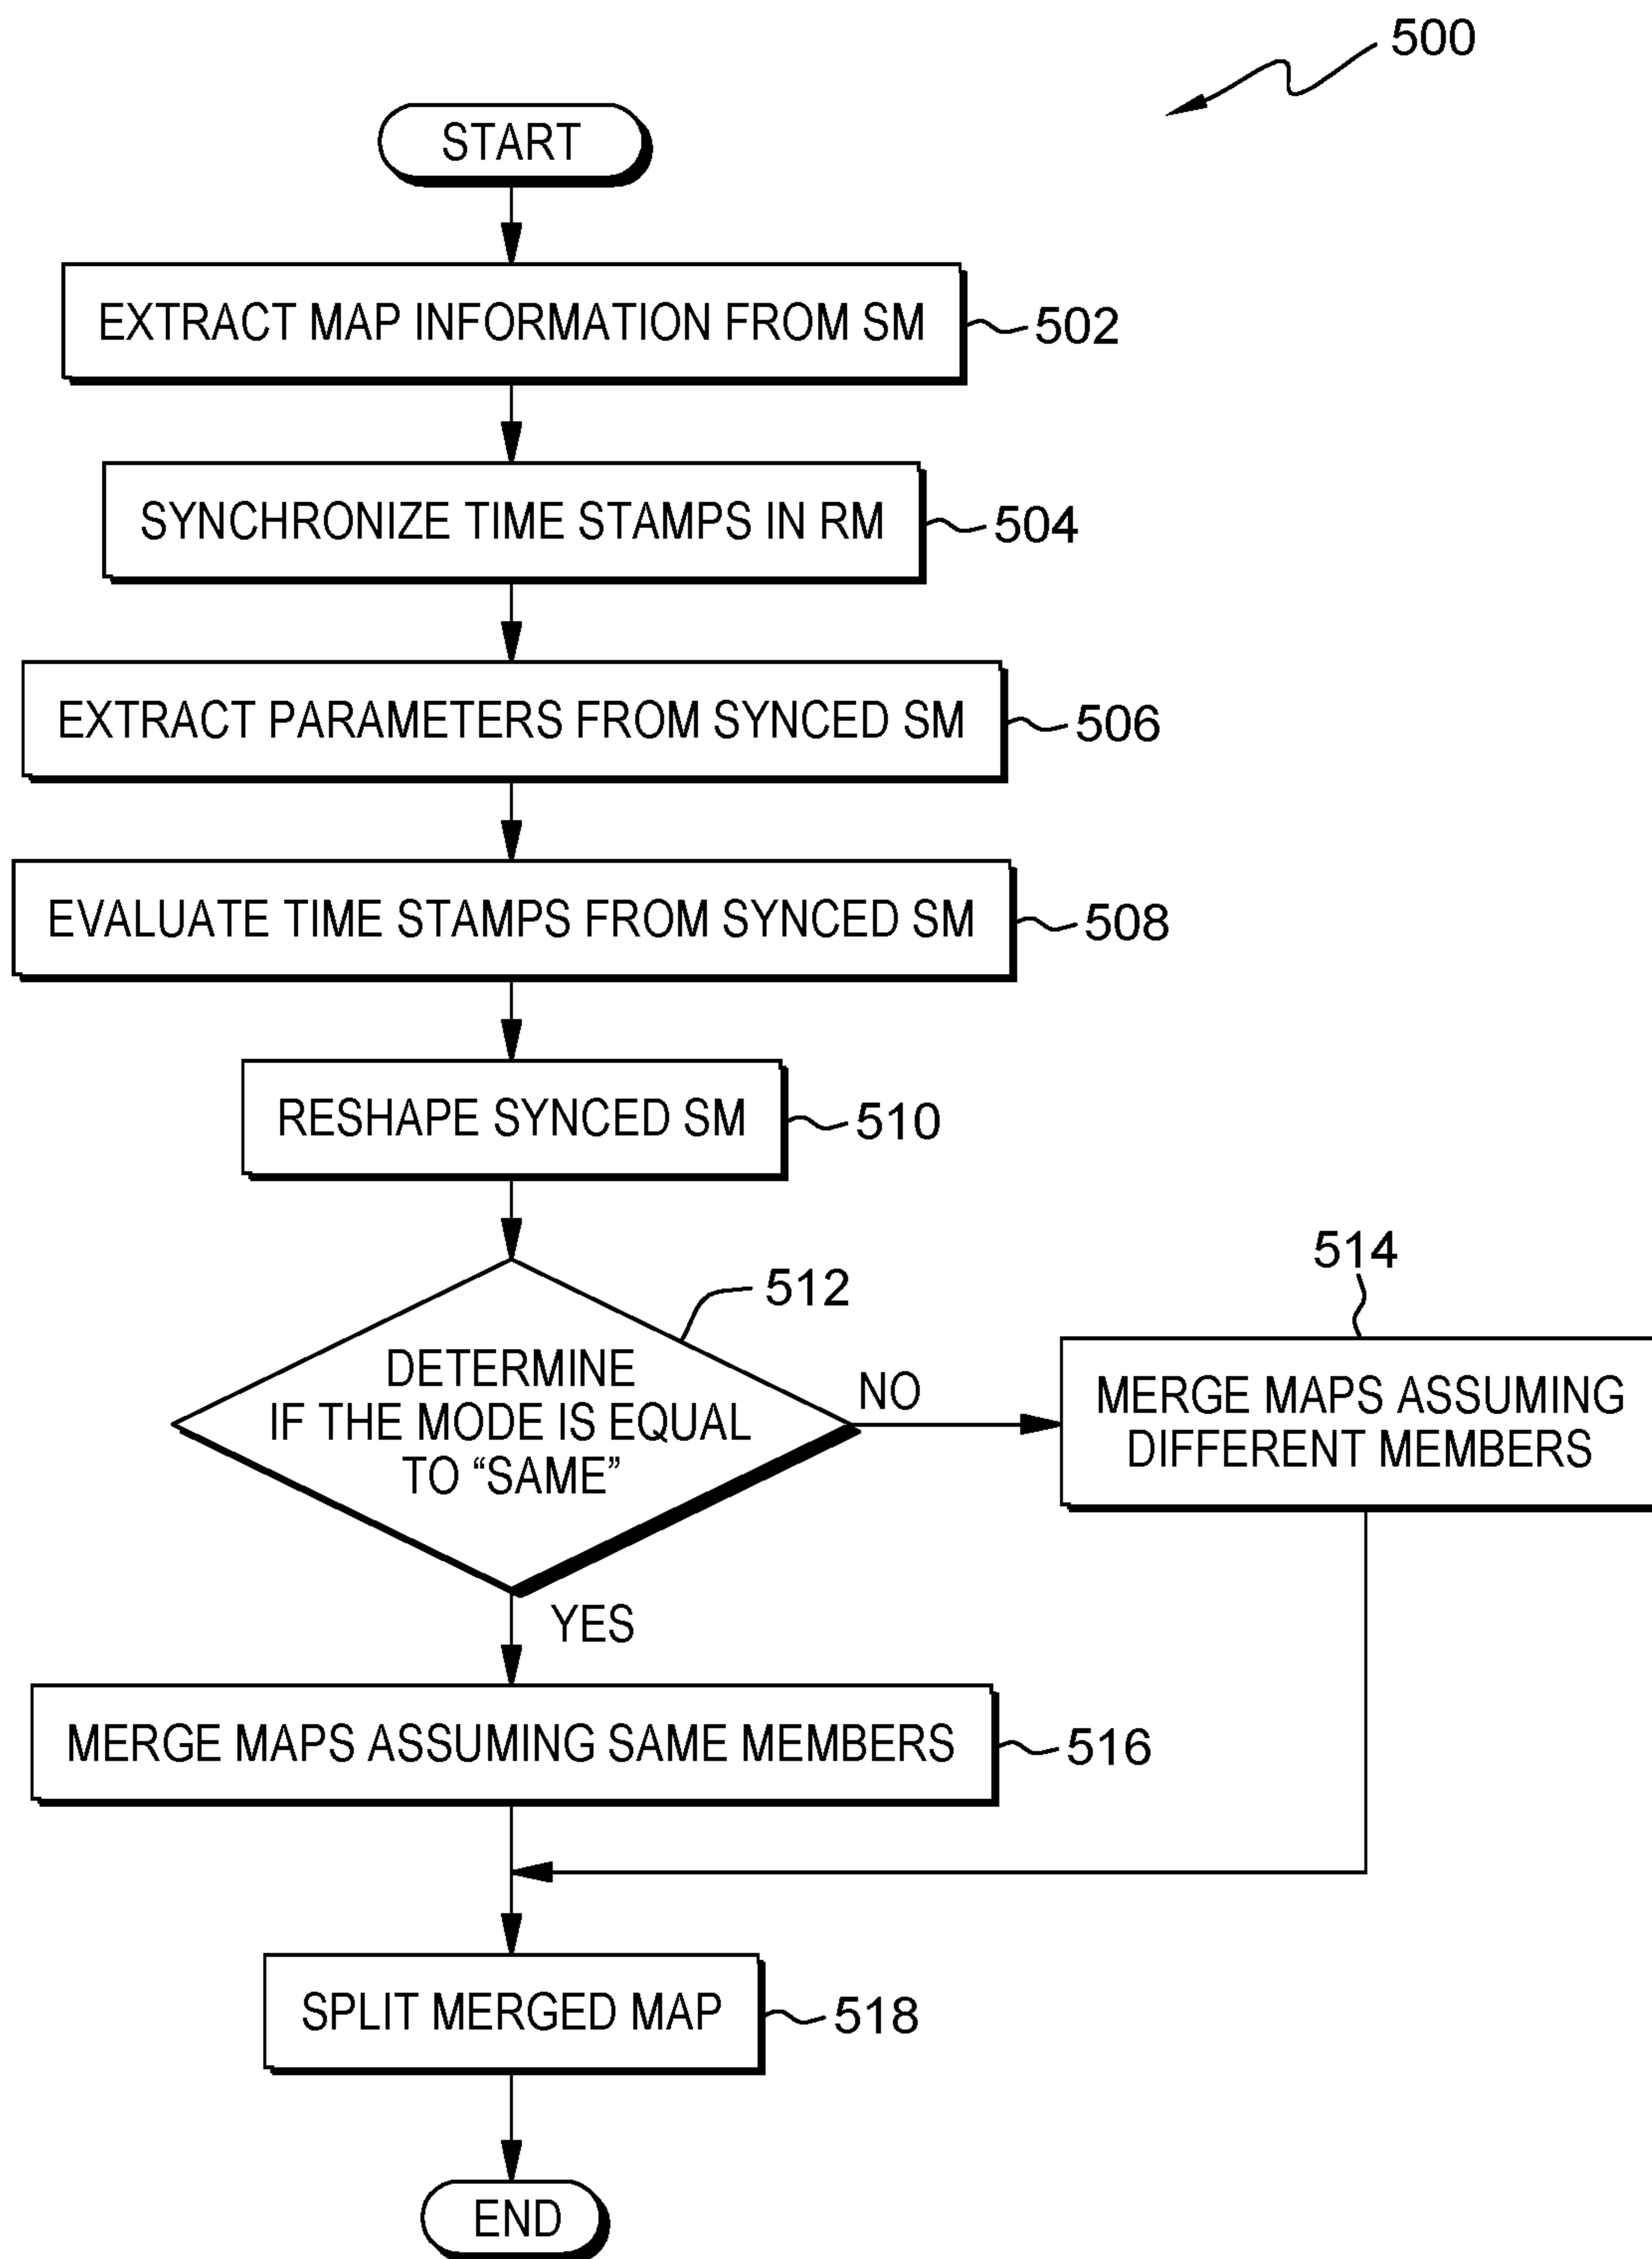 500
START
EXTRACT MAP INFORMATION FROM SM
502
SYNCHRONIZE TIME STAMPS IN RM
504
EXTRACT PARAMETERS FROM SYNCED SM
506
EVALUATE TIME STAMPS FROM SYNCED SM
508
RESHAPE SYNCED SM
510
512
DETERMINE
IF THE MODE IS EQUAL
TO “SAME”
NO
514
MERGE MAPS ASSUMING
DIFFERENT MEMBERS
YES
MERGE MAPS ASSUMING SAME MEMBERS
516
SPLIT MERGED MAP
518
END